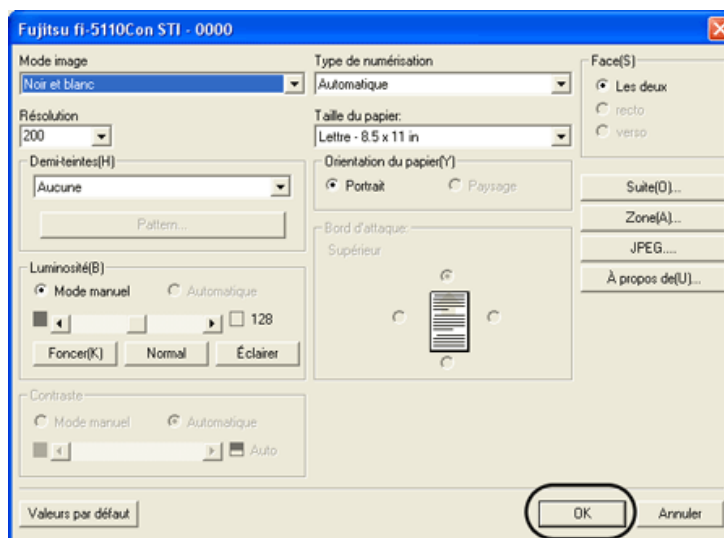 Fujitsu fi-5110Con STI - 0000
Mode image
Noir et blanc
Type de numérisation
Automatique
Face(S)
Les deux
recto
verso
Résolution
200
Taille du papier:
Lettre - 8.5 x 11 in
Demi-teintes(H)
Aucune
Pattern...
Orientation du papier(Y)
Portrait
Paysage
Suite(O)...
Zone(A)...
JPEG....
À propos de(U)...
Bord d'attaque:
Supérieur
Luminosité(B)
Mode manuel
Automatique
128
Foncer(K)
Normal
Éclairer
Contraste
Mode manuel
Automatique
Auto
Valeurs par défaut
OK
Annuler